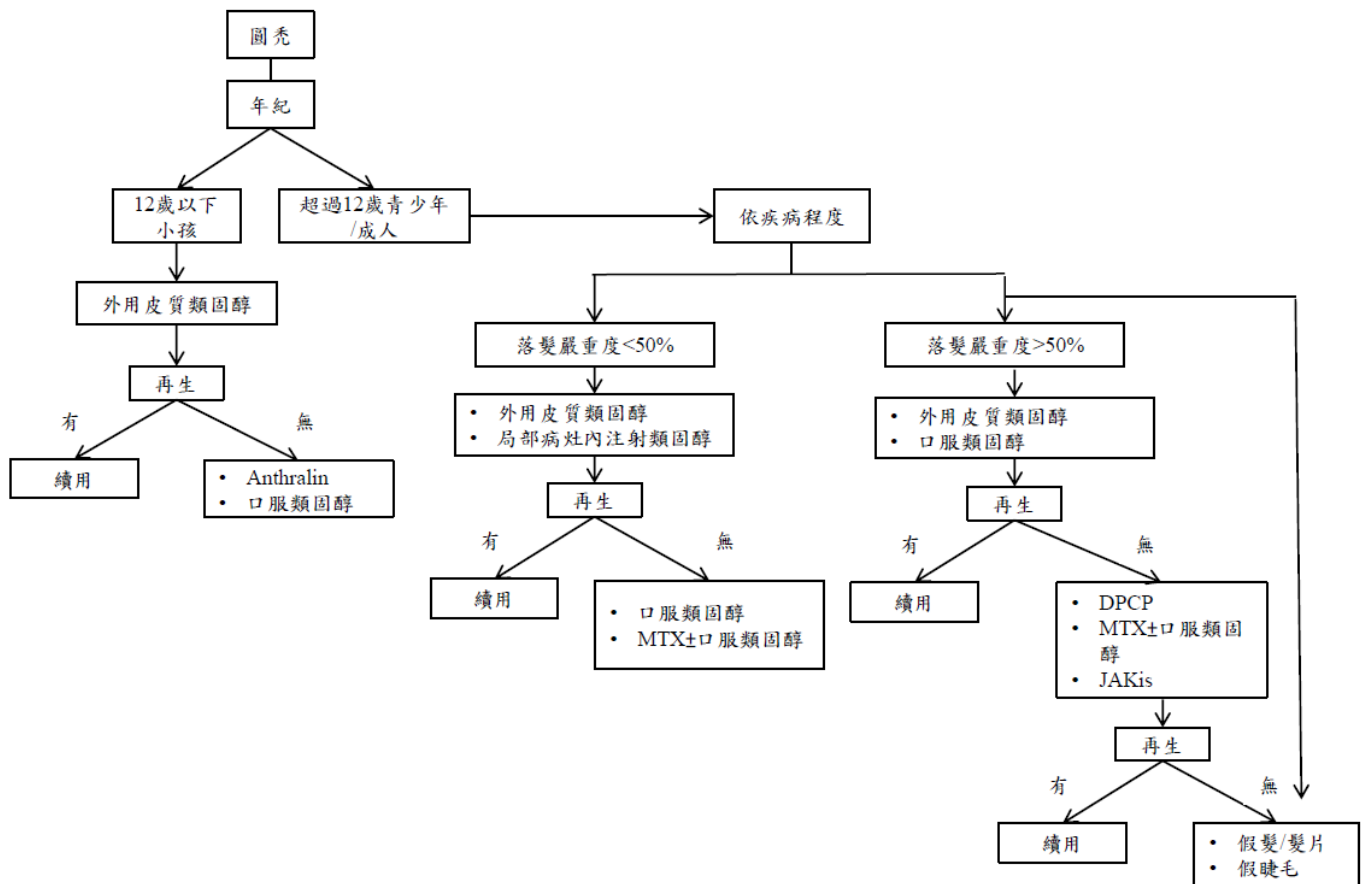 圓禿
年紀
12歲以下
小孩
超過12歲青少年
/成人
依疾病程度
外用皮質類固醇
再生
有
無
續用
• Anthralin
• 口服類固醇
落髮嚴重度<50%
• 外用皮質類固醇
• 局部病灶內注射類固醇
再生
有
無
續用
• 口服類固醇
• MTX±口服類固醇
落髮嚴重度>50%
• 外用皮質類固醇
• 口服類固醇
再生
有
無
續用
• DPCP
• MTX±口服類固
醇
• JAKis
再生
有
無
續用
• 假髮/髮片
• 假睫毛